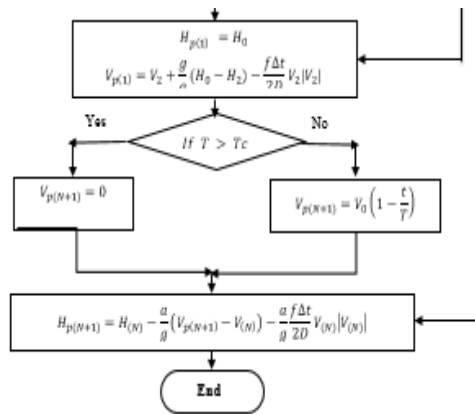 H_{p(1)} = H_0
V_{p(1)} = V_2 + \frac{g}{a}(H_0 - H_2) - \frac{f\Delta t}{2D} V_2|V_2|
Yes
No
If T > Tc
V_{p(N+1)} = 0
V_{p(N+1)} = V_0 \left(1 - \frac{t}{T}\right)
H_{p(N+1)} = H_{(N)} - \frac{a}{g}(V_{p(N+1)} - V_{(N)}) - \frac{a}{g}\frac{f\Delta t}{2D} V_{(N)}|V_{(N)}|
End